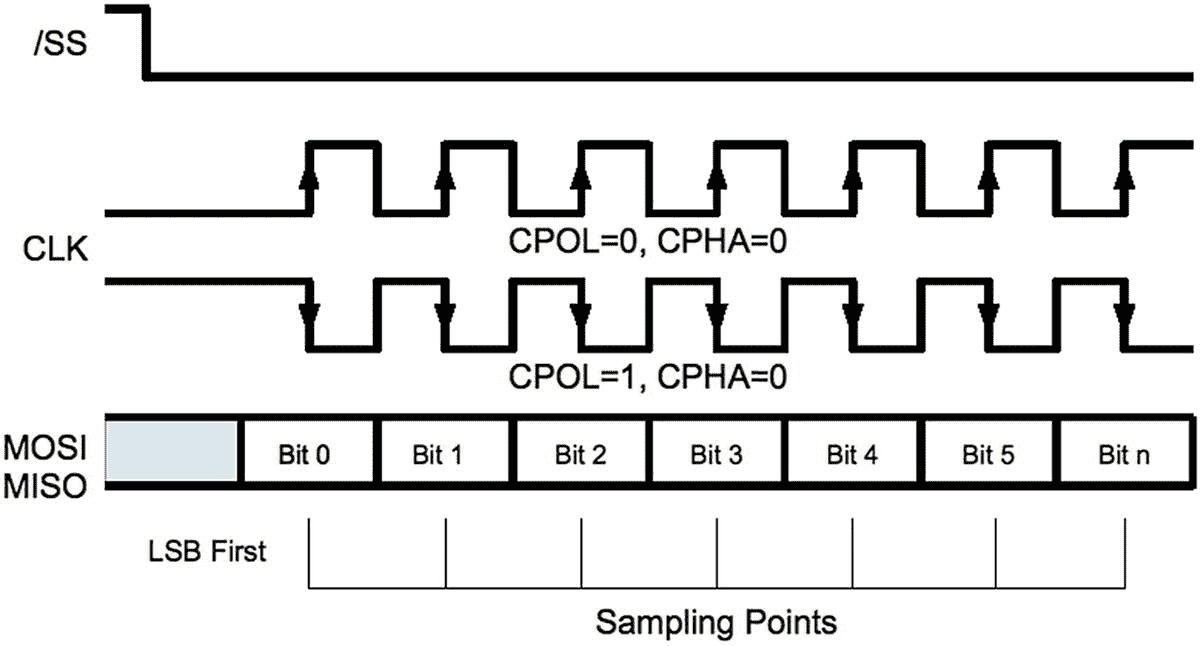 /SS
CLK
CPOL=0, CPHA=0
CPOL=1, CPHA=0
MOSI
MISO
Bit 0 Bit 1 Bit 2 Bit 3 Bit 4 Bit 5 Bit n
LSB First
Sampling Points